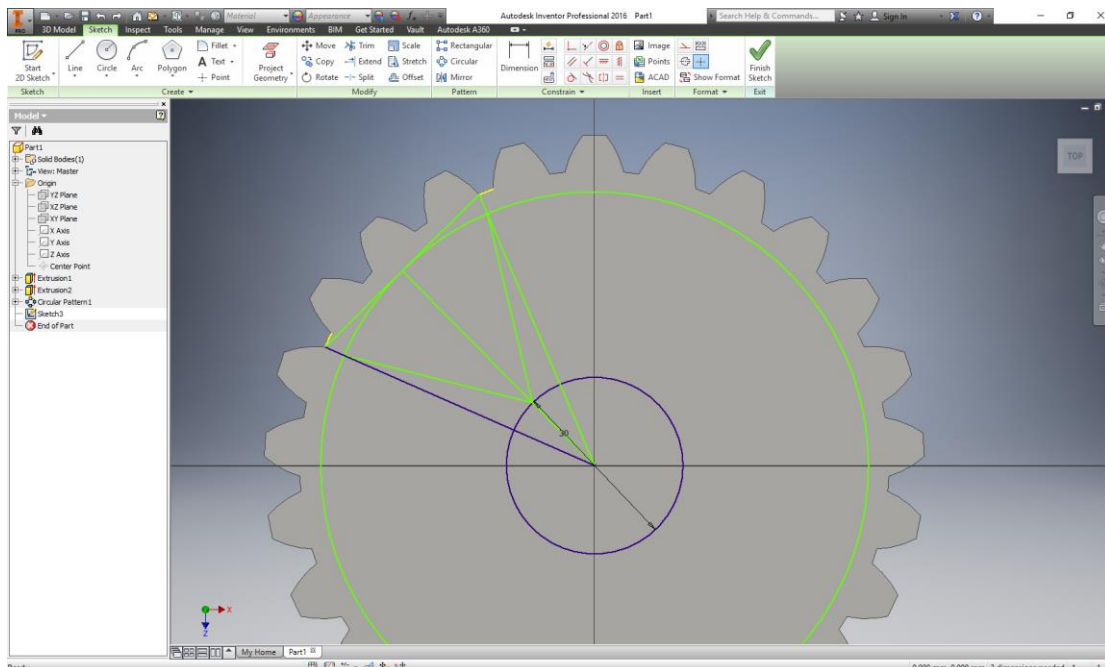 Material
Appearance
Autodesk Inventor Professional 2016 Part1
Search Help & Commands...
Sign In
PRO
3D Model Sketch Inspect Tools Manage View Environments BIM Get Started Vault Autodesk A360
Start
2D Sketch
Line
Circle
Arc
Polygon
Fillet
Text
Point
Project
Geometry
Move
Copy
Rotate
Trim
Extend
Split
Scale
Stretch
Offset
Rectangular
Circular
Mirror
Dimension
Image
Points
ACAD
Show Format
Finish
Sketch
Sketch Create Modify Pattern Constrain Insert Format Exit
Model
Part1
Solid Bodies(1)
View: Master
Origin
YZ Plane
XZ Plane
XY Plane
X Axis
Y Axis
Z Axis
Center Point
Extrusion1
Extrusion2
Circular Pattern1
Sketch3
End of Part
TOP
30
X
Z
My Home Part1